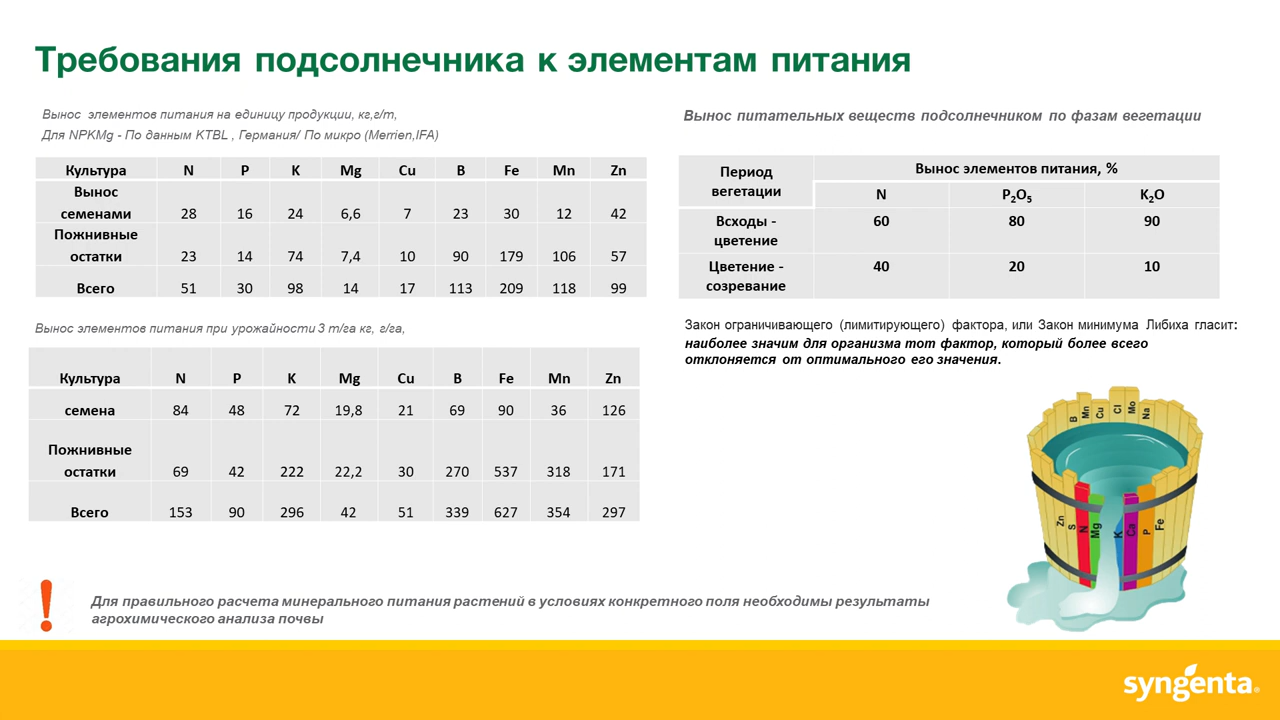 Требования подсолнечника к элементам питания
Вынос элементов питания на единицу продукции, кг,г/т,
Для NPKMg - По данным KTBL , Германия/ По микро (Merrien,IFA)
Культура N P K Mg Cu B Fe Mn Zn
Вынос
семенами 28 16 24 6,6 7 23 30 12 42
Пожнивные
остатки 23 14 74 7,4 10 90 179 106 57
Всего 51 30 98 14 17 113 209 118 99
Вынос элементов питания при урожайности 3 т/га кг, г/га,
Культура N P K Mg Cu B Fe Mn Zn
семена 84 48 72 19,8 21 69 90 36 126
Пожнивные
остатки 69 42 222 22,2 30 270 537 318 171
Всего 153 90 296 42 51 339 627 354 297
Вынос питательных веществ подсолнечником по фазам вегетации
Период
вегетации
Вынос элементов питания, %
N P₂O₅ K₂O
Всходы - 60 80 90
цветение
Цветение - 40 20 10
созревание
Закон ограничивающего (лимитирующего) фактора, или Закон минимума Либиха гласит:
наиболее значим для организма тот фактор, который более всего
отклоняется от оптимального его значения.
B Mn Cu Cl Mo Na
Zn S N Mg K Ca P Fe
Для правильного расчета минерального питания растений в условиях конкретного поля необходимы результаты
агрохимического анализа почвы
syngenta®